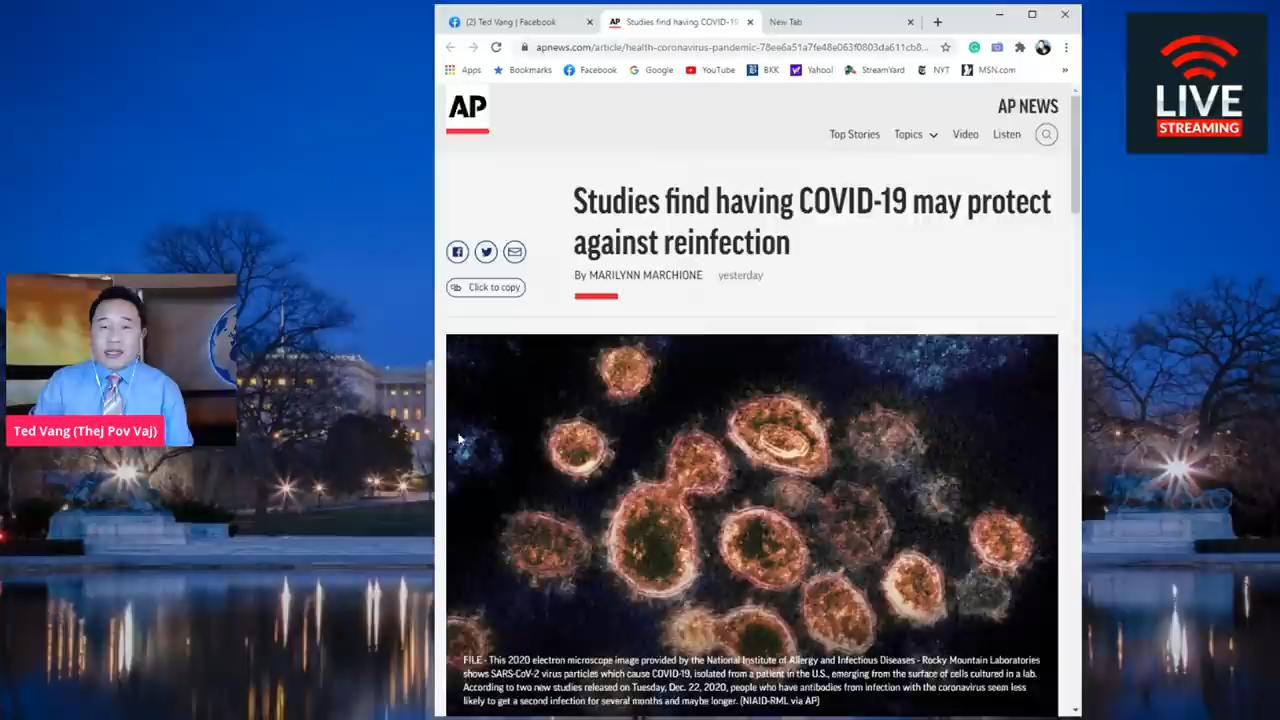 (2) Ted Vang | Facebook
AP Studies find having COVID-19
New Tab
apnews.com/article/health-coronavirus-pandemic-78ee6a51a7fe48e063f0803da611cb8...
Apps Bookmarks Facebook Google YouTube BKK Yahoo! StreamYard NYT MSN.com »
AP
AP NEWS
Top Stories Topics Video Listen
Studies find having COVID-19 may protect
against reinfection
By MARILYNN MARCHIONE yesterday
Click to copy
FILE - This 2020 electron microscope image provided by the National Institute of Allergy and Infectious Diseases - Rocky Mountain Laboratories
shows SARS-CoV-2 virus particles which cause COVID-19, isolated from a patient in the U.S., emerging from the surface of cells cultured in a lab.
According to two new studies released on Tuesday, Dec. 22, 2020, people who have antibodies from infection with the coronavirus seem less
likely to get a second infection for several months and maybe longer. (NIAID-RML via AP)
LIVE
STREAMING
Ted Vang (Thej Pov Vaj)